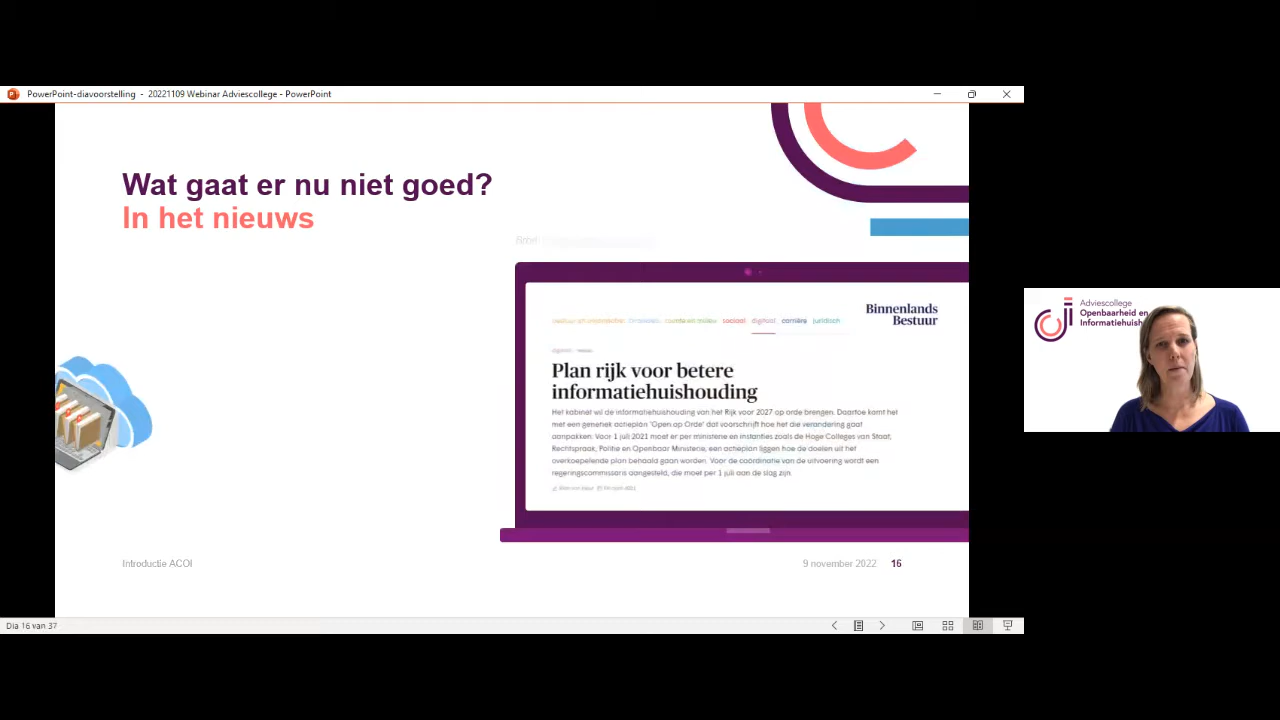 PowerPoint-diavoorstelling - 20221109 Webinar Adviescollege - PowerPoint
Wat gaat er nu niet goed?
In het nieuws
Binnenlands
Bestuur
sociaal digitaal carrière juridisch
Plan rijk voor betere
informatiehuishouding
Het kabinet wil de informatiehuishouding van het Rijk voor 2027 op orde brengen. Daartoe komt het
met een generiek actieplan 'Open op Orde' dat voorschrijft hoe het die verandering gaat
aanpakken. Voor 1 juli 2021 moet er per ministerie en instanties zoals de Hoge Colleges van Staat,
Rechtspraak, Politie en Openbaar Ministerie, een actieplan liggen hoe de doelen uit het
overkoepelende plan behaald gaan worden. Voor de coördinatie van de uitvoering wordt een
regeringscommissaris aangesteld, die moet per 1 juli aan de slag zijn.
Introductie ACOI
9 november 2022 16
Dia 16 van 37
Adviescollege
Openbaarheid en